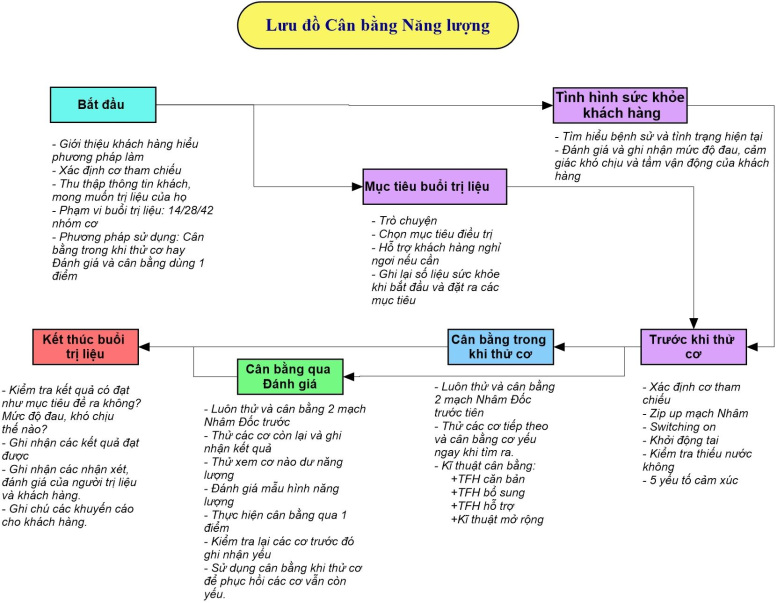 Lưu đồ Cân bằng Năng lượng
Bắt đầu
- Giới thiệu khách hàng hiểu
phương pháp làm
- Xác định cơ tham chiếu
- Thu thập thông tin khách,
mong muốn trị liệu của họ
- Phạm vi buổi trị liệu: 14/28/42
nhóm cơ
- Phương pháp sử dụng: Cân
bằng trong khi thử cơ hay
Đánh giá và cân bằng dùng 1
điểm
Tình hình sức khỏe
khách hàng
- Tìm hiểu bệnh sử và tình trạng hiện tại
- Đánh giá và ghi nhận mức độ đau, cảm
giác khó chịu và tầm vận động của khách
hàng
Mục tiêu buổi trị liệu
- Trò chuyện
- Chọn mục tiêu điều trị
- Hỗ trợ khách hàng nghỉ
ngơi nếu cần
- Ghi lại số liệu sức khỏe
khi bắt đầu và đặt ra các
mục tiêu
Trước khi thử
cơ
- Xác định cơ tham
chiếu
- Zip up mạch Nhâm
- Switching on
- Khởi động tai
- Kiểm tra thiếu nước
không
- 5 yếu tố cảm xúc
Cân bằng trong
khi thử cơ
- Luôn thử và cân bằng
2 mạch Nhâm Đốc
trước tiên
- Thử các cơ tiếp theo
và cân bằng cơ yếu
ngay khi tìm ra.
- Kĩ thuật cân bằng:
+TFH căn bản
+TFH bổ sung
+TFH hỗ trợ
+Kĩ thuật mở rộng
Cân bằng qua
Đánh giá
- Luôn thử và cân bằng 2 mạch
Nhâm Đốc trước
- Thử các cơ còn lại và ghi
nhận kết quả
- Thử xem cơ nào dư năng
lượng
- Đánh giá mẫu hình năng
lượng
- Thực hiện cân bằng qua 1
điểm
- Kiểm tra lại các cơ trước đó
ghi nhận yếu
- Sử dụng cân bằng khi thử cơ
để phục hồi các cơ vẫn còn
yếu.
Kết thúc buổi
trị liệu
- Kiểm tra kết quả có đạt
như mục tiêu đề ra không?
Mức độ đau, khó chịu
thế nào?
- Ghi nhận các kết quả đạt
được
- Ghi nhận các nhận xét,
đánh giá của người trị liệu
và khách hàng.
- Ghi chú các khuyến cáo
cho khách hàng.